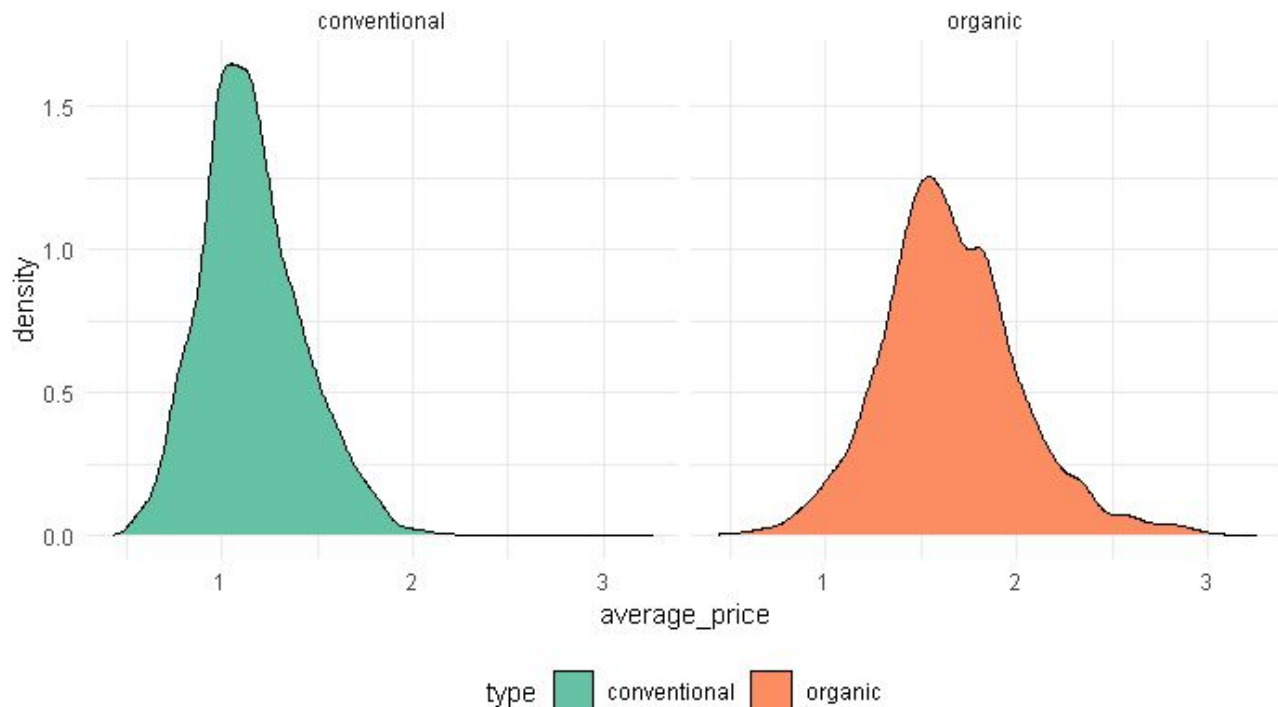 conventional
organic
density
1.5
1.0
0.5
0.0
1 2 3
1 2 3
average_price
type conventional organic